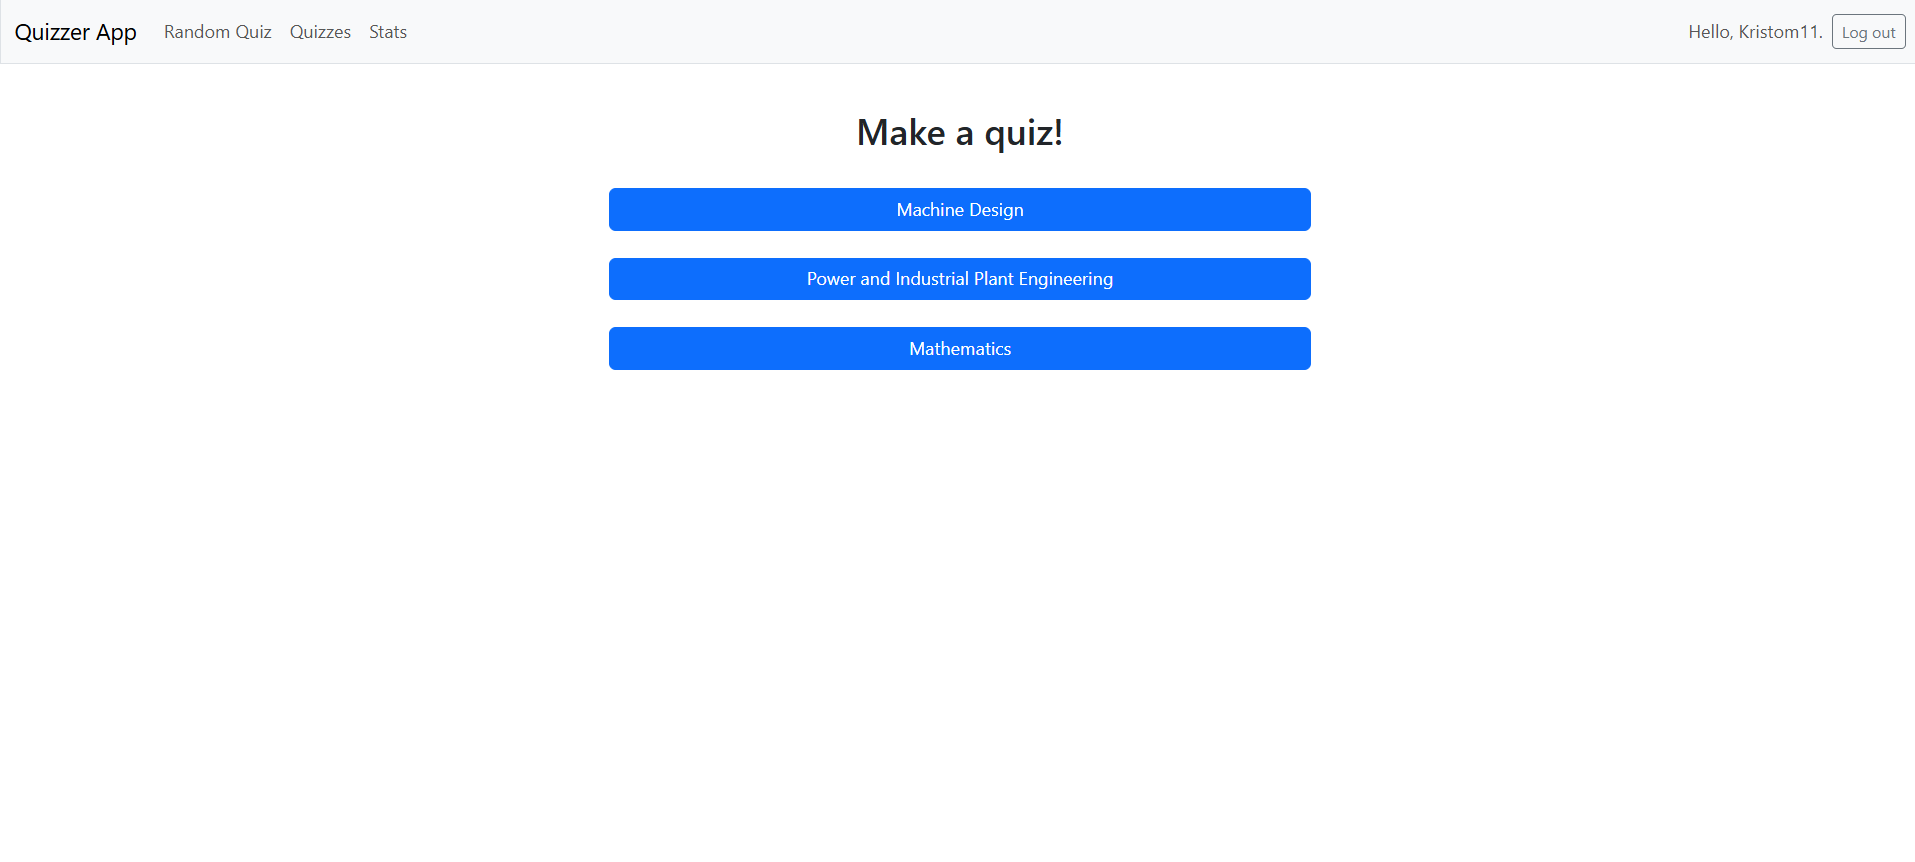 Quizzer App Random Quiz Quizzes Stats Hello, Kristom11. Log out
Make a quiz!
Machine Design
Power and Industrial Plant Engineering
Mathematics